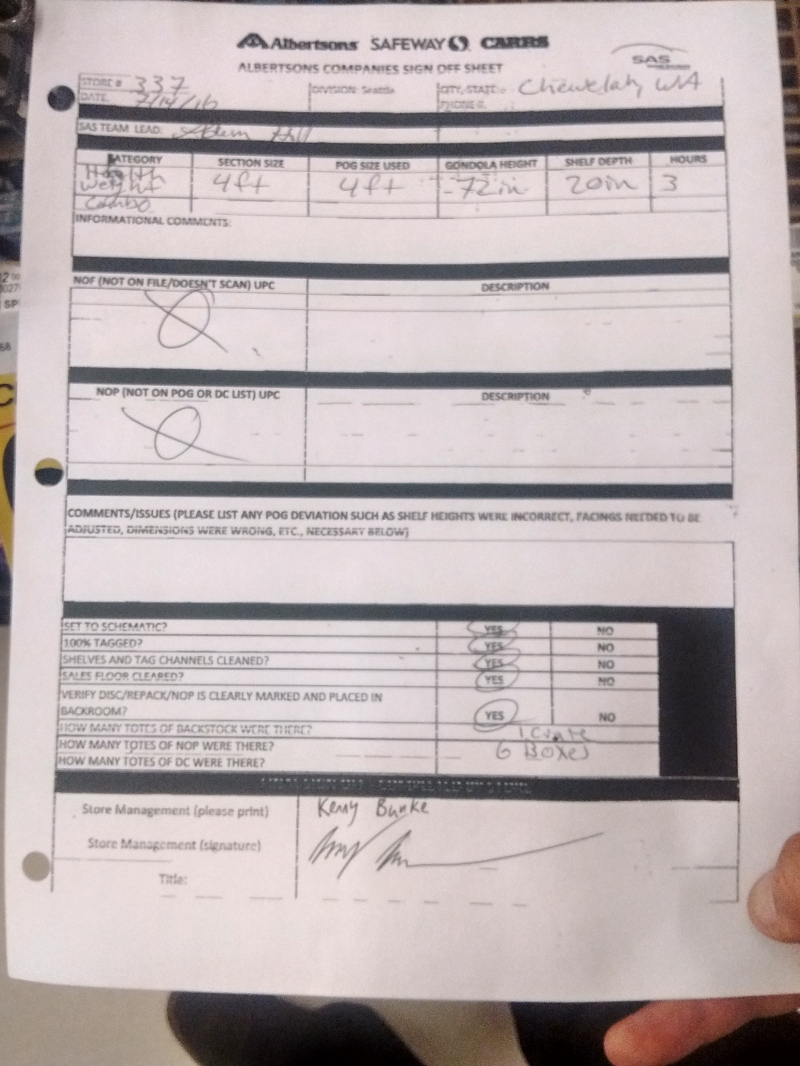 Albertsons SAFEWAY CARRS
SAS
ALBERTSONS COMPANIES SIGN OFF SHEET
STORE # 337 DIVISION: Seattle CITY, STATE: Chewelah, WA
DATE: 7/14/16 PHONE #:
SAS TEAM LEAD: Adam Hill
CATEGORY SECTION SIZE POG SIZE USED GONDOLA HEIGHT SHELF DEPTH HOURS
Health
Weight 4ft 4ft 72in 20in 3
Combo
INFORMATIONAL COMMENTS:
NOF (NOT ON FILE/DOESN'T SCAN) UPC DESCRIPTION
NOP (NOT ON POG OR DC LIST) UPC DESCRIPTION
COMMENTS/ISSUES (PLEASE LIST ANY POG DEVIATION SUCH AS SHELF HEIGHTS WERE INCORRECT, FACINGS NEEDED TO BE
ADJUSTED, DIMENSIONS WERE WRONG, ETC., NECESSARY BELOW)
SET TO SCHEMATIC? YES NO
100% TAGGED? YES NO
SHELVES AND TAG CHANNELS CLEANED? YES NO
SALES FLOOR CLEARED? YES NO
VERIFY DISC/REPACK/NOP IS CLEARLY MARKED AND PLACED IN
BACKROOM? YES NO
HOW MANY TOTES OF BACKSTOCK WERE THERE? 1 Crate
HOW MANY TOTES OF NOP WERE THERE? 6 Boxes
HOW MANY TOTES OF DC WERE THERE?
Store Management (please print) Kerry Bunke
Store Management (signature)
Title: